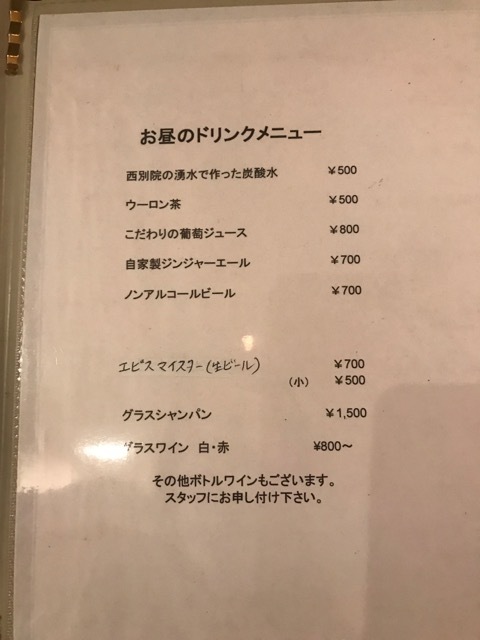 お昼のドリンクメニュー
西別院の湧水で作った炭酸水 ￥500
ウーロン茶 ￥500
こだわりの葡萄ジュース ￥800
自家製ジンジャーエール ￥700
ノンアルコールビール ￥700
エビスマイスター(生ビール) ￥700
（小） ￥500
グラスシャンパン ￥1,500
グラスワイン 白・赤 ¥800～
その他ボトルワインもございます。
スタッフにお申し付け下さい。